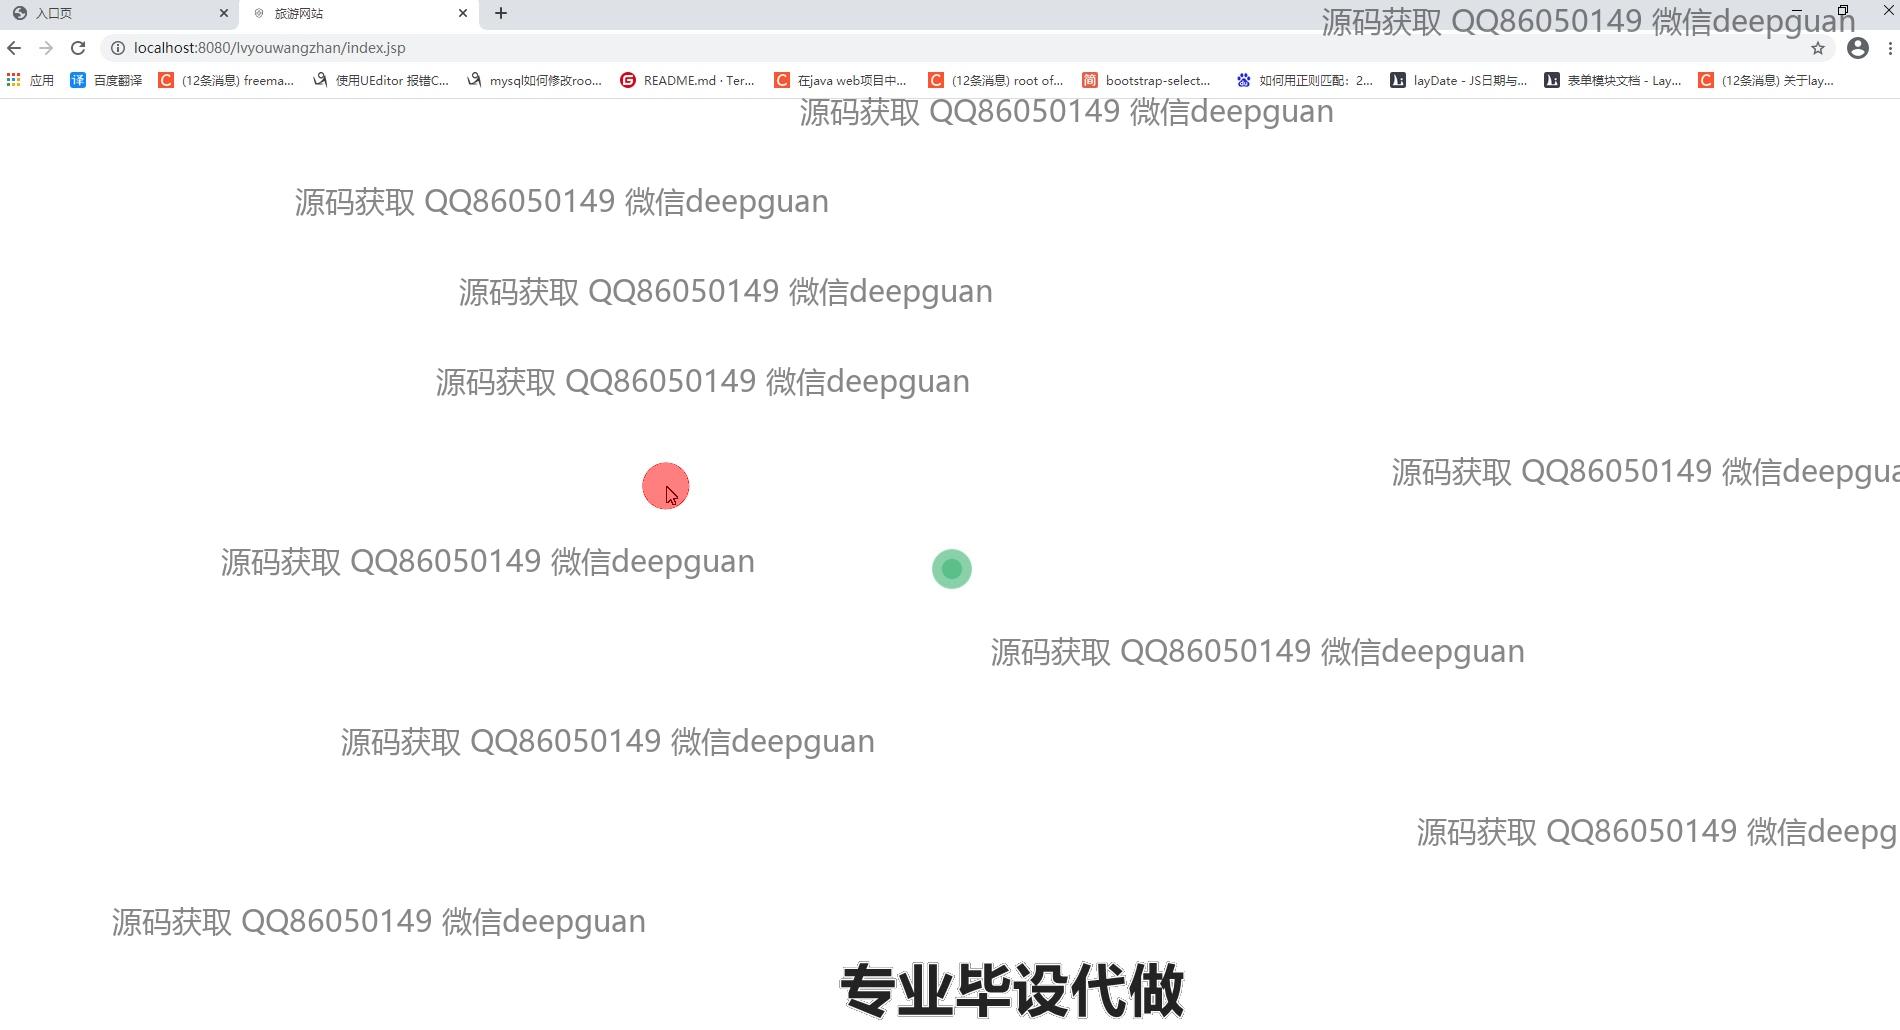 入口页
旅游网站
源码获取 QQ86050149 微信deepguan
localhost:8080/lvyouwangzhan/index.jsp
应用 译 百度翻译 C (12条消息) freema... 使用UEditor 报错C... mysql如何修改roo... G README.md · Ter... C 在java web项目中... C (12条消息) root of... 简 bootstrap-select... 如何用正则匹配：2... layDate - JS日期与... 表单模块文档 - Lay... C (12条消息) 关于lay...
源码获取 QQ86050149 微信deepguan
源码获取 QQ86050149 微信deepguan
源码获取 QQ86050149 微信deepguan
源码获取 QQ86050149 微信deepguan
源码获取 QQ86050149 微信deepgua
源码获取 QQ86050149 微信deepguan
源码获取 QQ86050149 微信deepguan
源码获取 QQ86050149 微信deepguan
源码获取 QQ86050149 微信deepg
源码获取 QQ86050149 微信deepguan
专业毕设代做